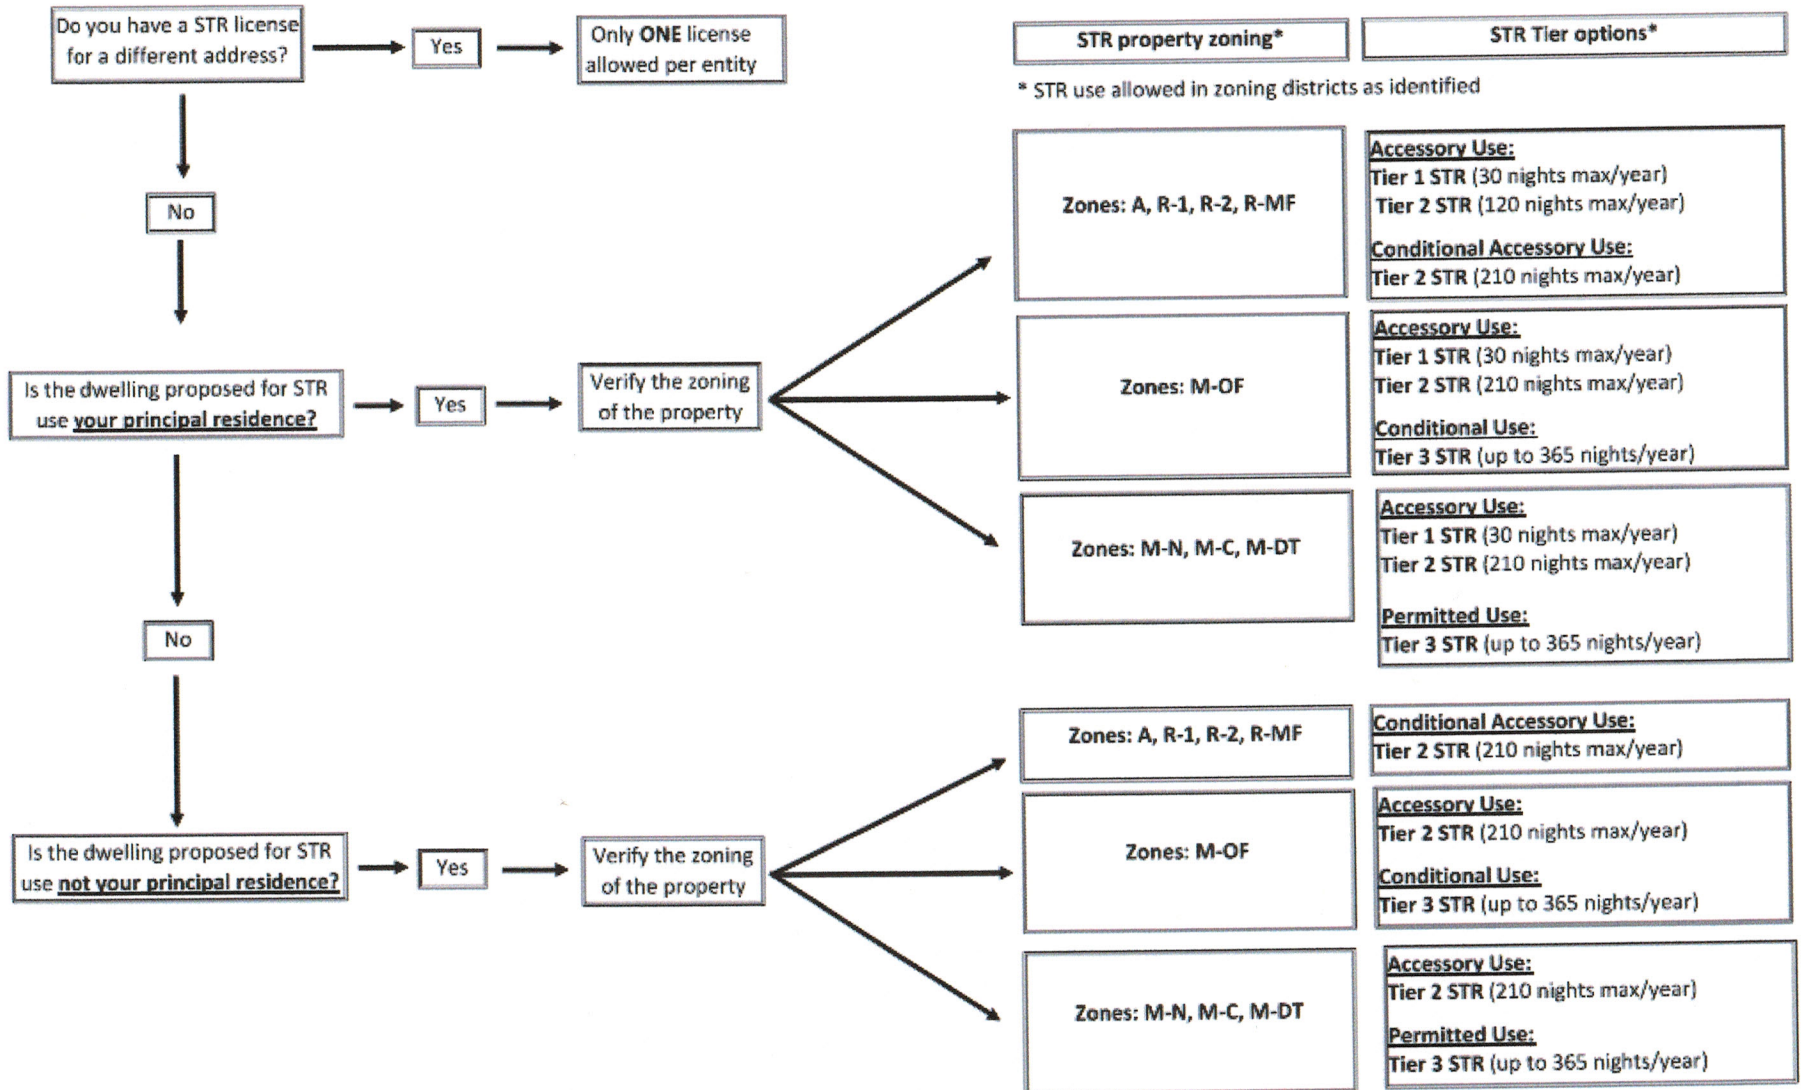 Do you have a STR license
for a different address?
Yes
Only ONE license
allowed per entity
STR property zoning*
STR Tier options*
* STR use allowed in zoning districts as identified
No
Is the dwelling proposed for STR
use your principal residence?
Yes
Verify the zoning
of the property
Zones: A, R-1, R-2, R-MF
Accessory Use:
Tier 1 STR (30 nights max/year)
Tier 2 STR (120 nights max/year)
Conditional Accessory Use:
Tier 2 STR (210 nights max/year)
Zones: M-OF
Accessory Use:
Tier 1 STR (30 nights max/year)
Tier 2 STR (210 nights max/year)
Conditional Use:
Tier 3 STR (up to 365 nights/year)
Zones: M-N, M-C, M-DT
Accessory Use:
Tier 1 STR (30 nights max/year)
Tier 2 STR (210 nights max/year)
Permitted Use:
Tier 3 STR (up to 365 nights/year)
No
Is the dwelling proposed for STR
use not your principal residence?
Yes
Verify the zoning
of the property
Zones: A, R-1, R-2, R-MF
Conditional Accessory Use:
Tier 2 STR (210 nights max/year)
Zones: M-OF
Accessory Use:
Tier 2 STR (210 nights max/year)
Conditional Use:
Tier 3 STR (up to 365 nights/year)
Zones: M-N, M-C, M-DT
Accessory Use:
Tier 2 STR (210 nights max/year)
Permitted Use:
Tier 3 STR (up to 365 nights/year)